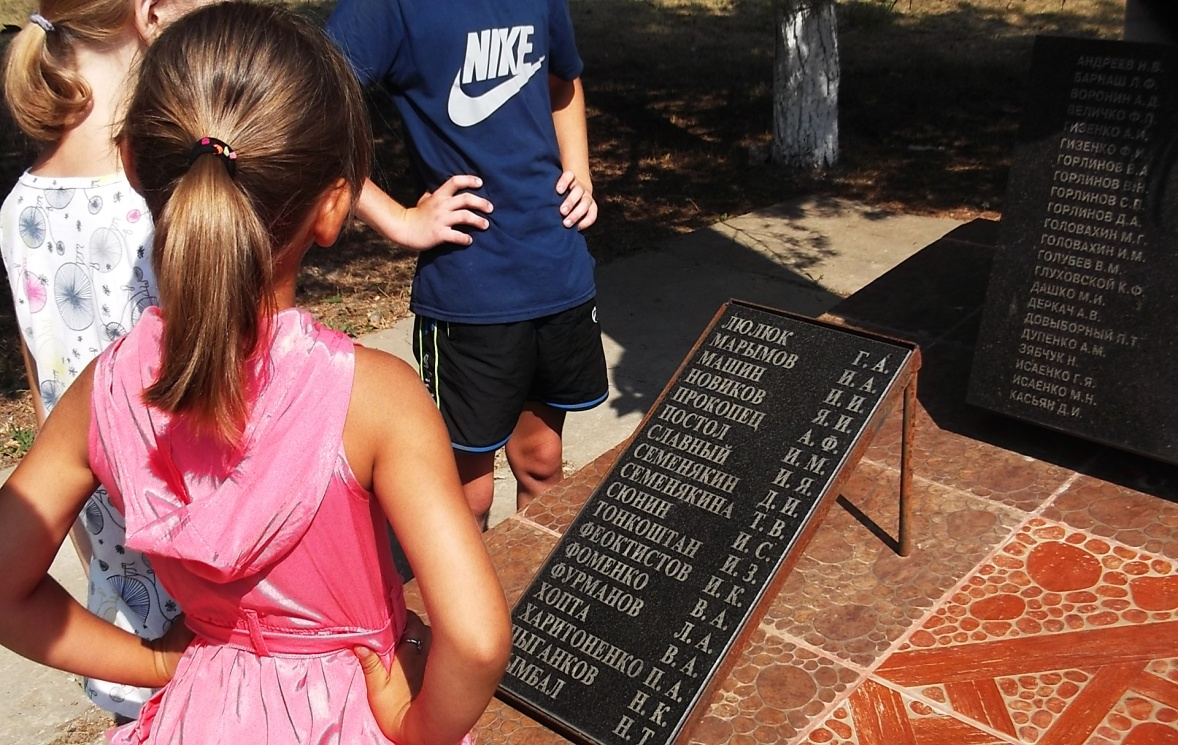 NIKE
ЛЮЛЮК Г. А.
МАРЫМОВ И. А.
МАШИН И. И.
НОВИКОВ Я. И.
ПРОКОПЕЦ А. Ф.
ПОСТОЛ И. М.
СЛАВНЫЙ И. Я.
СЕМЕНЯКИН Д. И.
СЕМЕНЯКИНА Т. В.
СЮНИН И. С.
ТОНКОШТАН И. З.
ФЕОКТИСТОВ И. К.
ФОМЕНКО В. А.
ФУРМАНОВ Л. А.
ХОПТА В. А.
ХАРИТОНЕНКО П. А.
ЦЫГАНКОВ Н. К.
ЫМБАЛ Н. Т
АНДРЕЕВ Н.В.
БАРНАШ Л.Ф.
ВОРОНИН А.Д.
ВЕЛИЧКО Ф.П.
ГИЗЕНКО А.И.
ГИЗЕНКО Ф.И.
ГОРЛИНОВ Е.А
ГОРЛИНОВ В.Н.
ГОРЛИНОВ С.П.
ГОРЛИНОВ Д.А.
ГОЛОВАХИН М.Г.
ГОЛОВАХИН И.М.
ГОЛУБЕВ В.М.
ГЛУХОВСКОЙ К.Ф.
ДАШКО М.И.
ДЕРКАЧ А.В.
ДОВЫБОРНЫЙ П.Т.
ДУПЕНКО А.М.
ЗЯБЧУК Н.
ИСАЕНКО Г.Я.
ИСАЕНКО М.Н.
КАСЬЯН Д.И.